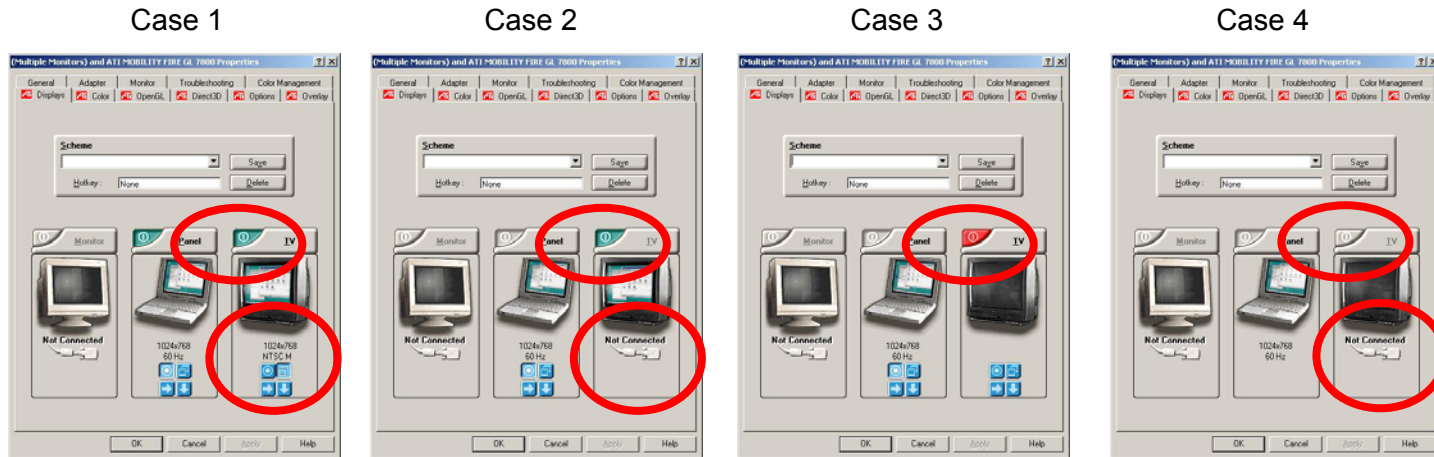 Case 1
Case 2
Case 3
Case 4
(Multiple Monitors) and ATI MOBILITY FIRE GL 7800 Properties
General Adapter Monitor Troubleshooting Color Management
Displays Color OpenGL Direct3D Options Overlay
Scheme
Save
Hotkey: None Delete
Monitor Panel TV
Not Connected
1024x768
60 Hz
1024x768
NTSC M
OK Cancel Apply Help
(Multiple Monitors) and ATI MOBILITY FIRE GL 7800 Properties
General Adapter Monitor Troubleshooting Color Management
Displays Color OpenGL Direct3D Options Overlay
Scheme
Save
Hotkey: None Delete
Monitor anel TV
Not Connected
1024x768
60 Hz
Not Connected
OK Cancel Apply Help
(Multiple Monitors) and ATI MOBILITY FIRE GL 7800 Properties
General Adapter Monitor Troubleshooting Color Management
Displays Color OpenGL Direct3D Options Overlay
Scheme
Save
Hotkey: None Delete
Monitor anel TV
Not Connected
1024x768
60 Hz
OK Cancel Apply Help
(Multiple Monitors) and ATI MOBILITY FIRE GL 7800 Properties
General Adapter Monitor Troubleshooting Color Management
Displays Color OpenGL Direct3D Options Overlay
Scheme
Save
Hotkey: None Delete
Monitor anel TV
Not Connected
1024x768
60 Hz
Not Connected
OK Cancel Apply Help